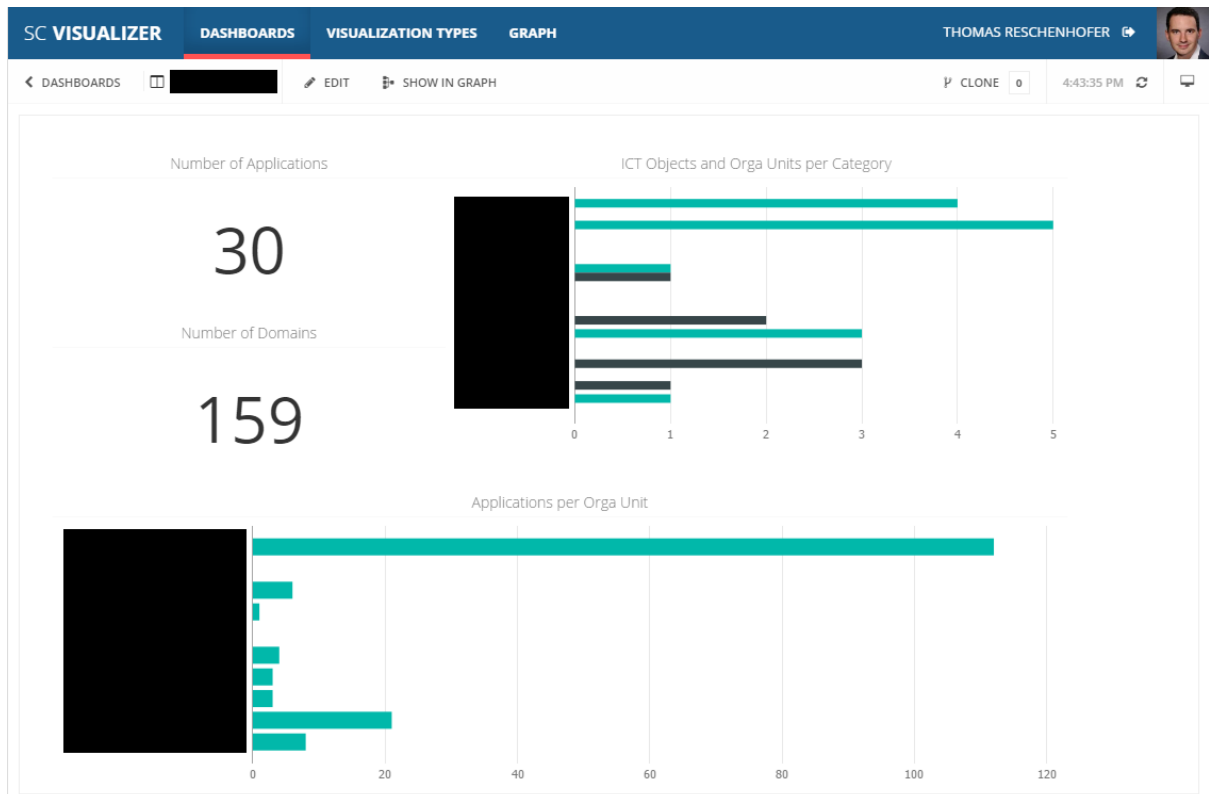 SC VISUALIZER DASHBOARDS VISUALIZATION TYPES GRAPH THOMAS RESCHENHOFER
DASHBOARDS EDIT SHOW IN GRAPH CLONE 0 4:43:35 PM
Number of Applications
30
Number of Domains
159
ICT Objects and Orga Units per Category
0 1 2 3 4 5
Applications per Orga Unit
0 20 40 60 80 100 120